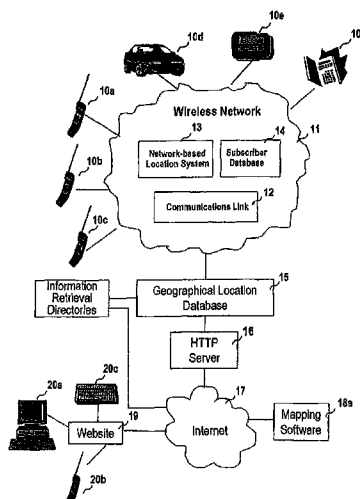 10e
10d
10
10a
Wireless Network
13
14
11
Network-based
Location System
Subscriber
Database
10b
12
Communications Link
10c
15
Information
Retrieval
Directories
Geographical Location
Database
16
HTTP
Server
20c
17
20a
18a
19
Website
Internet
Mapping
Software
20b